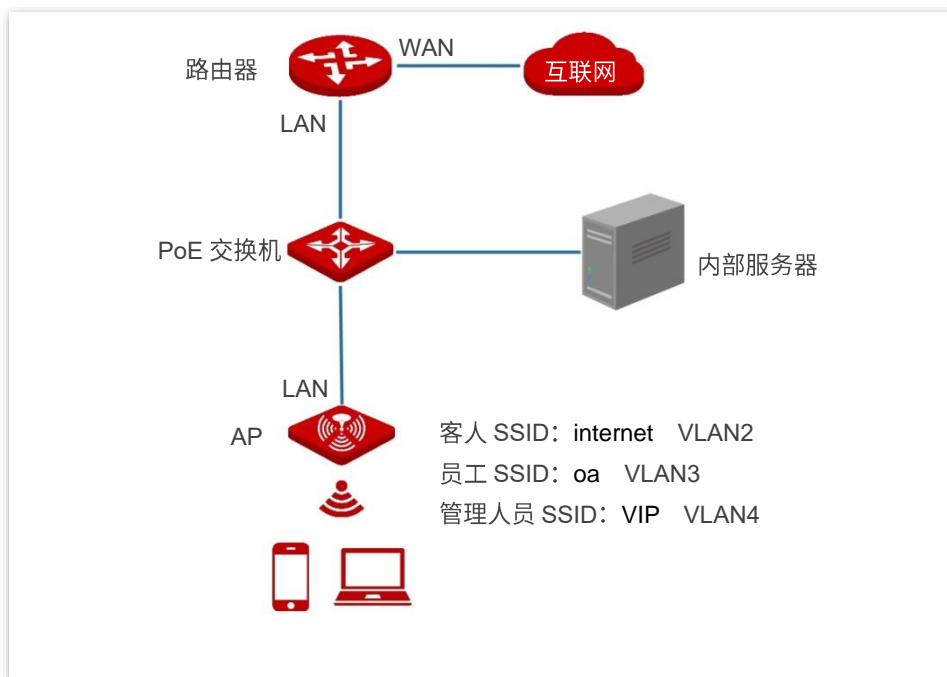 路由器
WAN
互联网
LAN
PoE 交换机
内部服务器
LAN
AP
客人 SSID：internet VLAN2
员工 SSID：oa VLAN3
管理人员 SSID：VIP VLAN4